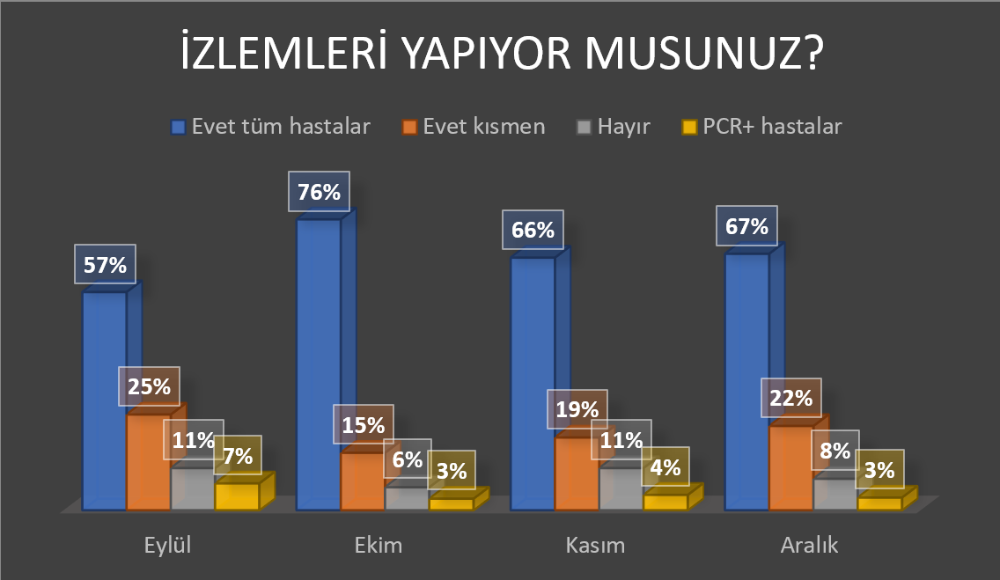 İZLEMLERİ YAPIYOR MUSUNUZ?
Evet tüm hastalar Evet kısmen Hayır PCR+ hastalar
57% 25% 11% 7%
76% 15% 6% 3%
66% 19% 11% 4%
67% 22% 8% 3%
Eylül Ekim Kasım Aralık